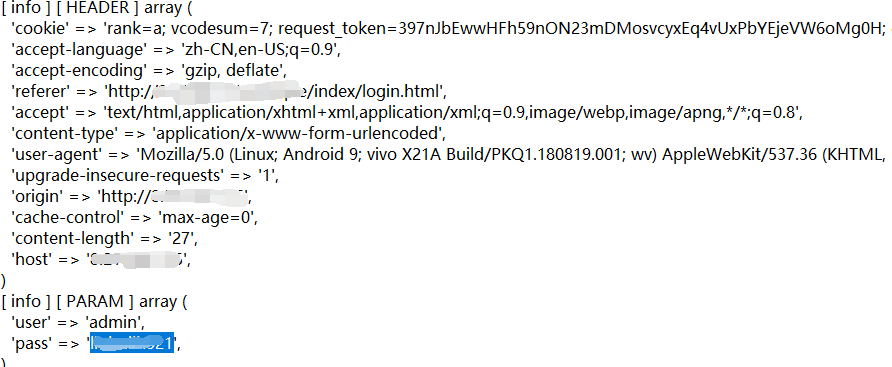 [ info ] [ HEADER ] array (
'cookie' => 'rank=a; vcodesum=7; request_token=397nJbEwwHFh59nON23mDMosvcyxEq4vUxPbYEjeVW6oMg0H;
'accept-language' => 'zh-CN,en-US;q=0.9',
'accept-encoding' => 'gzip, deflate',
'referer' => 'http:// e/index/login.html',
'accept' => 'text/html,application/xhtml+xml,application/xml;q=0.9,image/webp,image/apng,*/*;q=0.8',
'content-type' => 'application/x-www-form-urlencoded',
'user-agent' => 'Mozilla/5.0 (Linux; Android 9; vivo X21A Build/PKQ1.180819.001; wv) AppleWebKit/537.36 (KHTML,
'upgrade-insecure-requests' => '1',
'origin' => 'http:// ',
'cache-control' => 'max-age=0',
'content-length' => '27',
'host' => ' ',
)
[ info ] [ PARAM ] array (
'user' => 'admin',
'pass' => ' ',
)